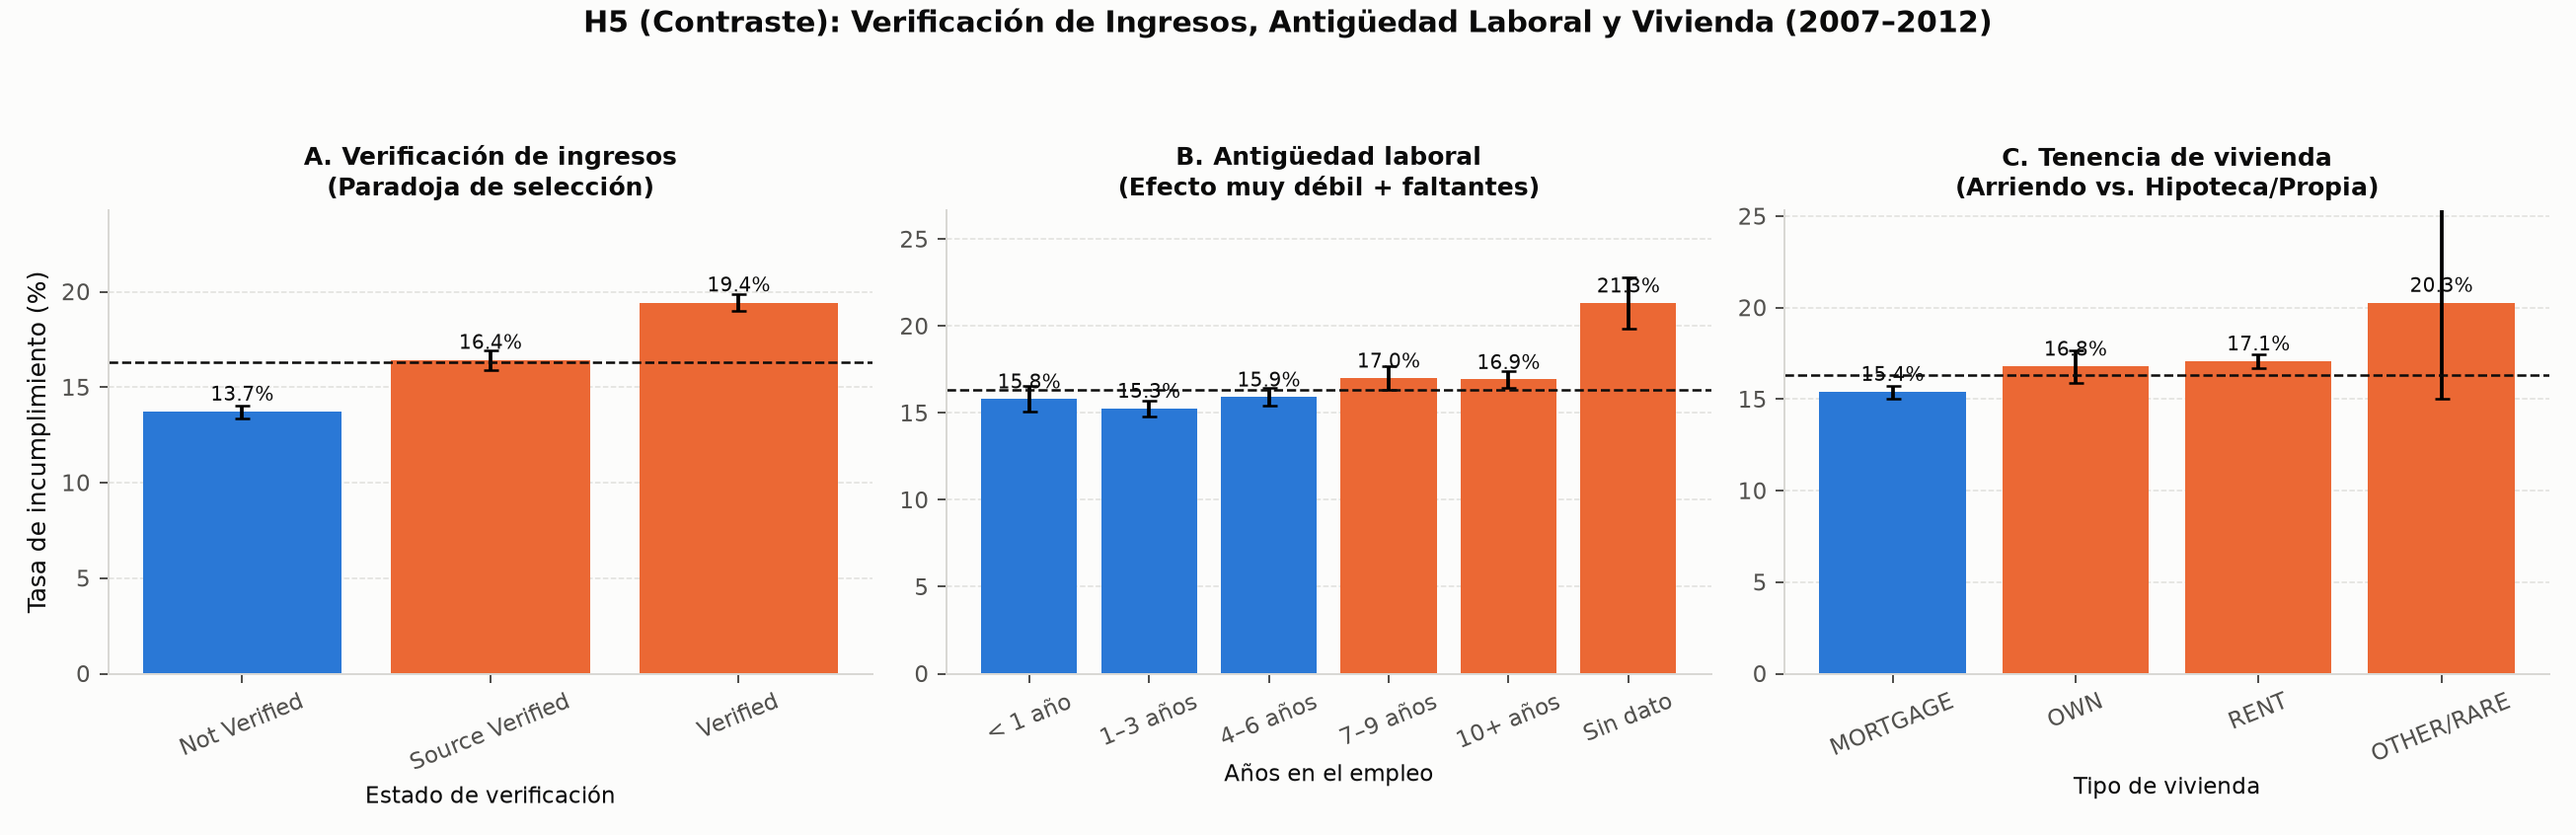 H5 (Contraste): Verificación de Ingresos, Antigüedad Laboral y Vivienda (2007–2012)
A. Verificación de ingresos
(Paradoja de selección)
Tasa de incumplimiento (%)
20
15
10
5
0
13.7%
16.4%
19.4%
Not Verified
Source Verified
Verified
Estado de verificación
B. Antigüedad laboral
(Efecto muy débil + faltantes)
25
20
15
10
5
0
15.8%
15.3%
15.9%
17.0%
16.9%
21.3%
< 1 año
1–3 años
4–6 años
7–9 años
10+ años
Sin dato
Años en el empleo
C. Tenencia de vivienda
(Arriendo vs. Hipoteca/Propia)
25
20
15
10
5
0
15.4%
16.8%
17.1%
20.3%
MORTGAGE
OWN
RENT
OTHER/RARE
Tipo de vivienda